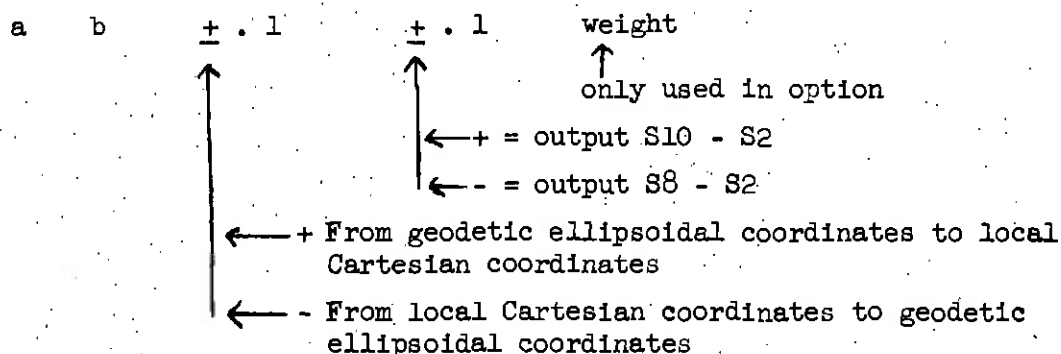 a b ± . 1 ± . 1 weight
only used in option
+ = output S10 - S2
- = output S8 - S2
+ From geodetic ellipsoidal coordinates to local
Cartesian coordinates
- From local Cartesian coordinates to geodetic
ellipsoidal coordinates